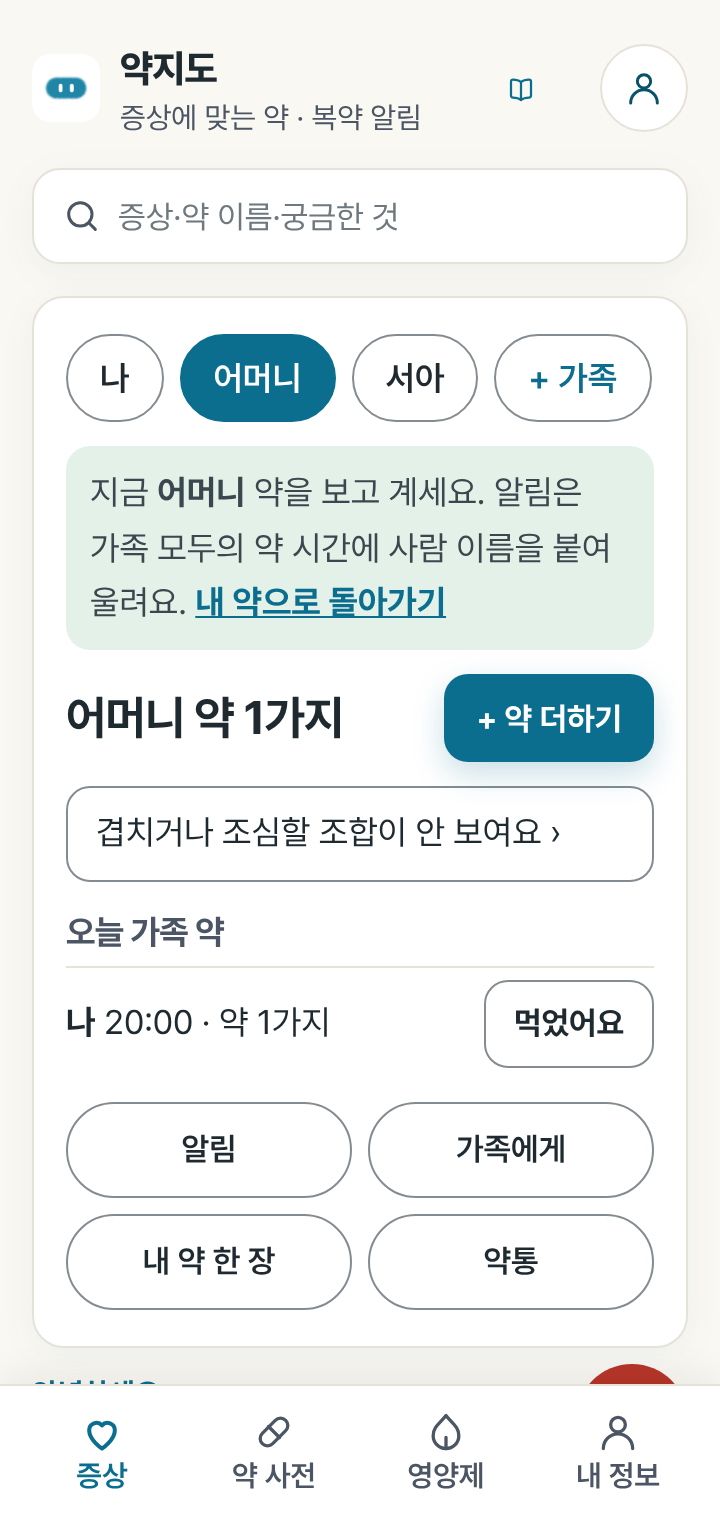 약지도
증상에 맞는 약 · 복약 알림
증상·약 이름·궁금한 것
나
어머니
서아
+ 가족
지금 어머니 약을 보고 계세요. 알림은
가족 모두의 약 시간에 사람 이름을 붙여
울려요. 내 약으로 돌아가기
어머니 약 1가지
+ 약 더하기
겹치거나 조심할 조합이 안 보여요 ›
오늘 가족 약
나 20:00 · 약 1가지
먹었어요
알림
가족에게
내 약 한 장
약통
증상
약 사전
영양제
내 정보